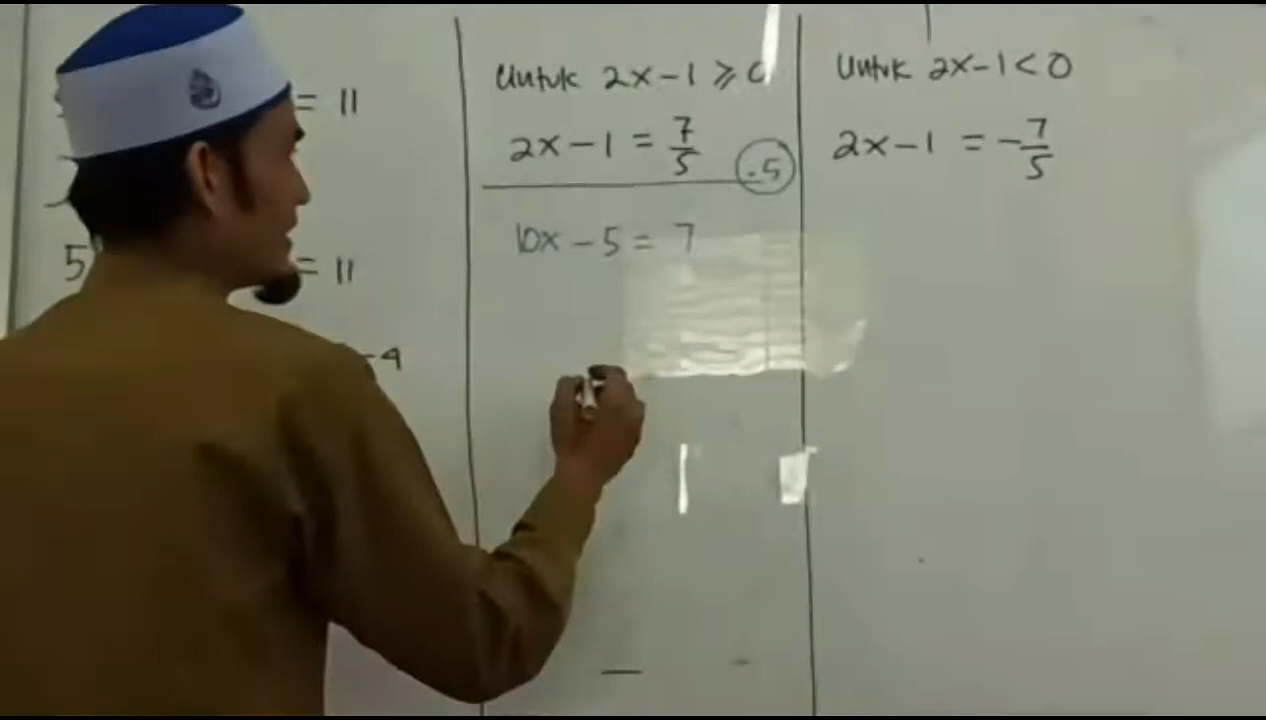 = 11
5 = 11
-4
Untuk 2x - 1 ≥ 0
2x - 1 = 7/5
.5
10x - 5 = 7
Untuk 2x - 1 < 0
2x - 1 = - 7/5